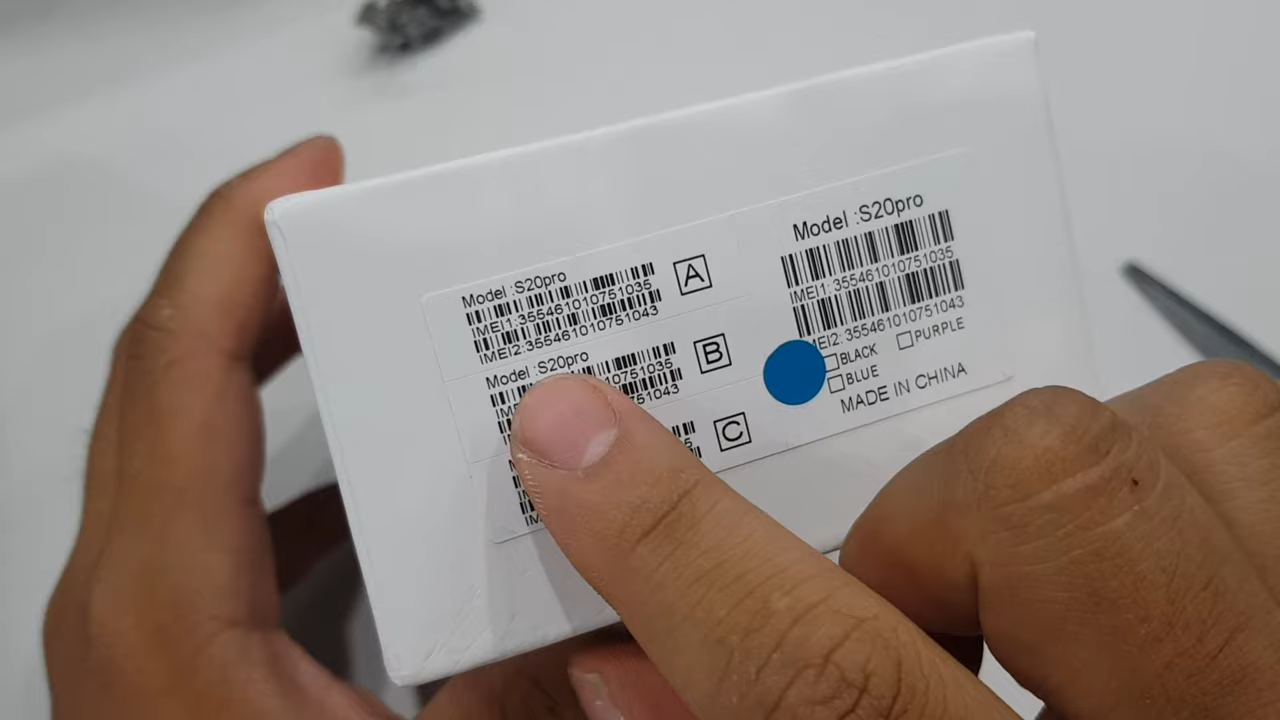 Model :S20pro
IMEI1:355461010751035
IMEI2:355461010751043
A
Model :S20pro
B
C
Model :S20pro
IMEI1: 355461010751035
IMEI2: 355461010751043
BLACK
PURPLE
BLUE
MADE IN CHINA